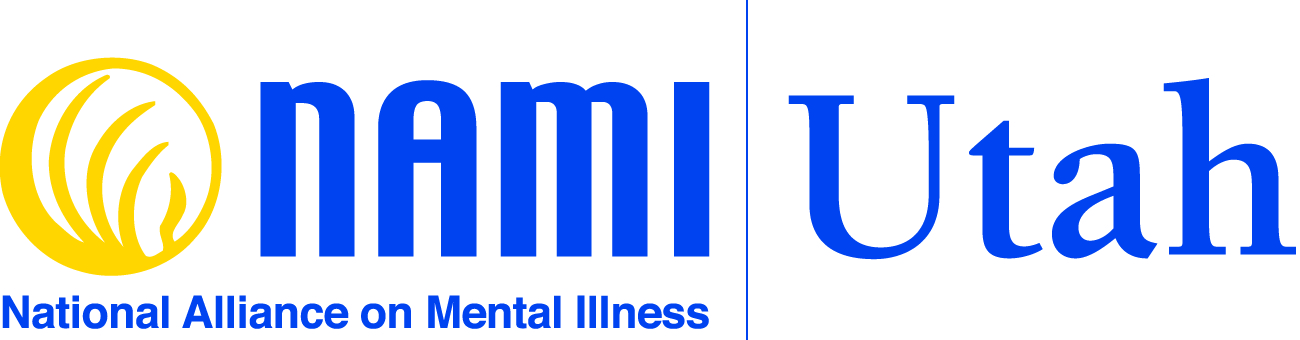 NAMI
National Alliance on Mental Illness
Utah